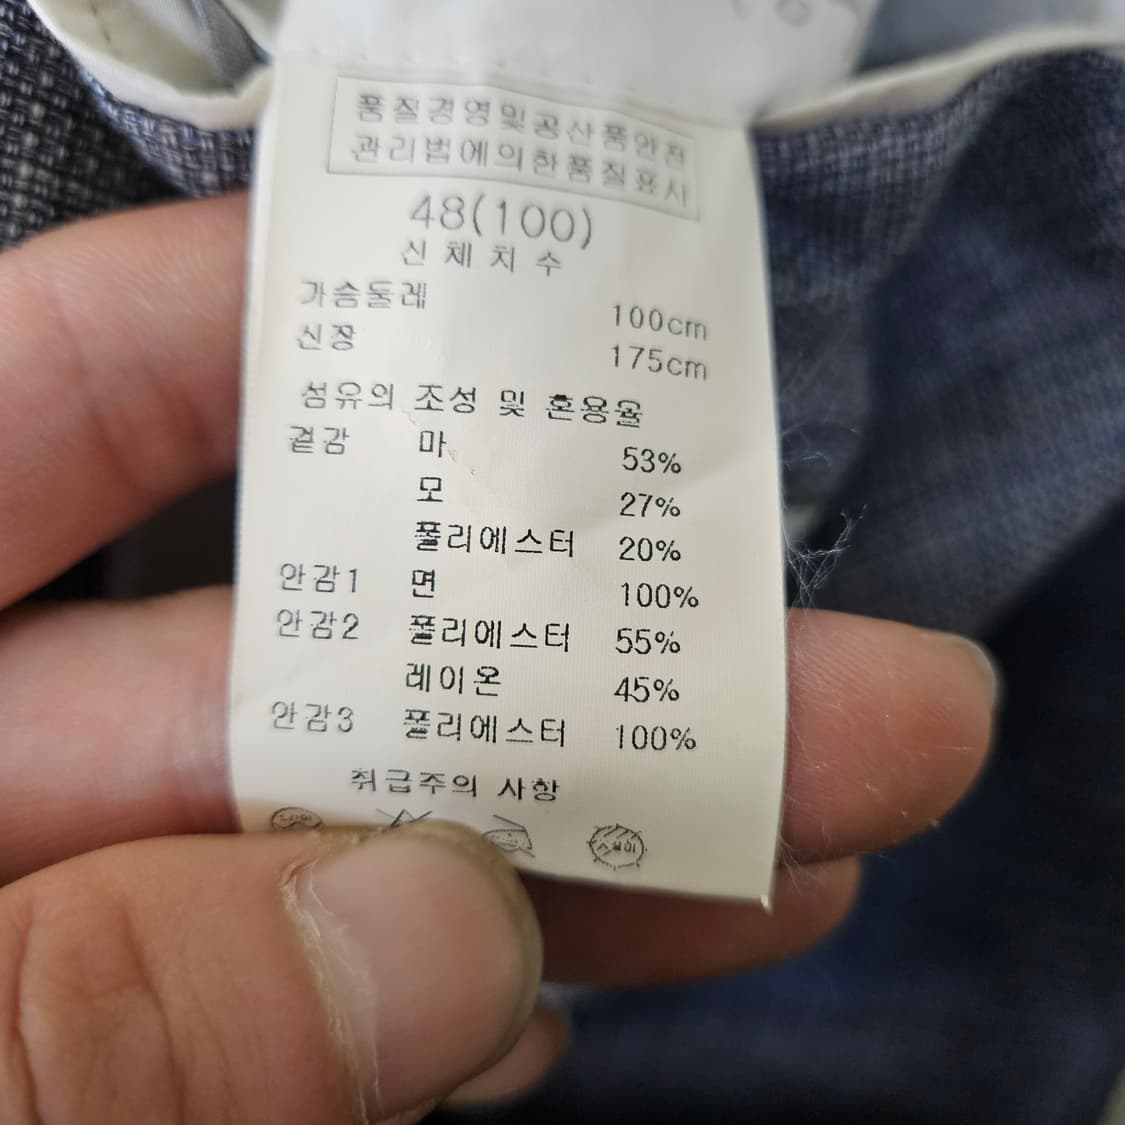 품질경영및공산품안전
관리법에의한품질표시
48(100)
신체치수
가슴둘레 100cm
신장 175cm
섬유의 조성 및 혼용율
겉감 마 53%
모 27%
폴리에스터 20%
안감1 면 100%
안감2 폴리에스터 55%
레이온 45%
안감3 폴리에스터 100%
취급주의 사항